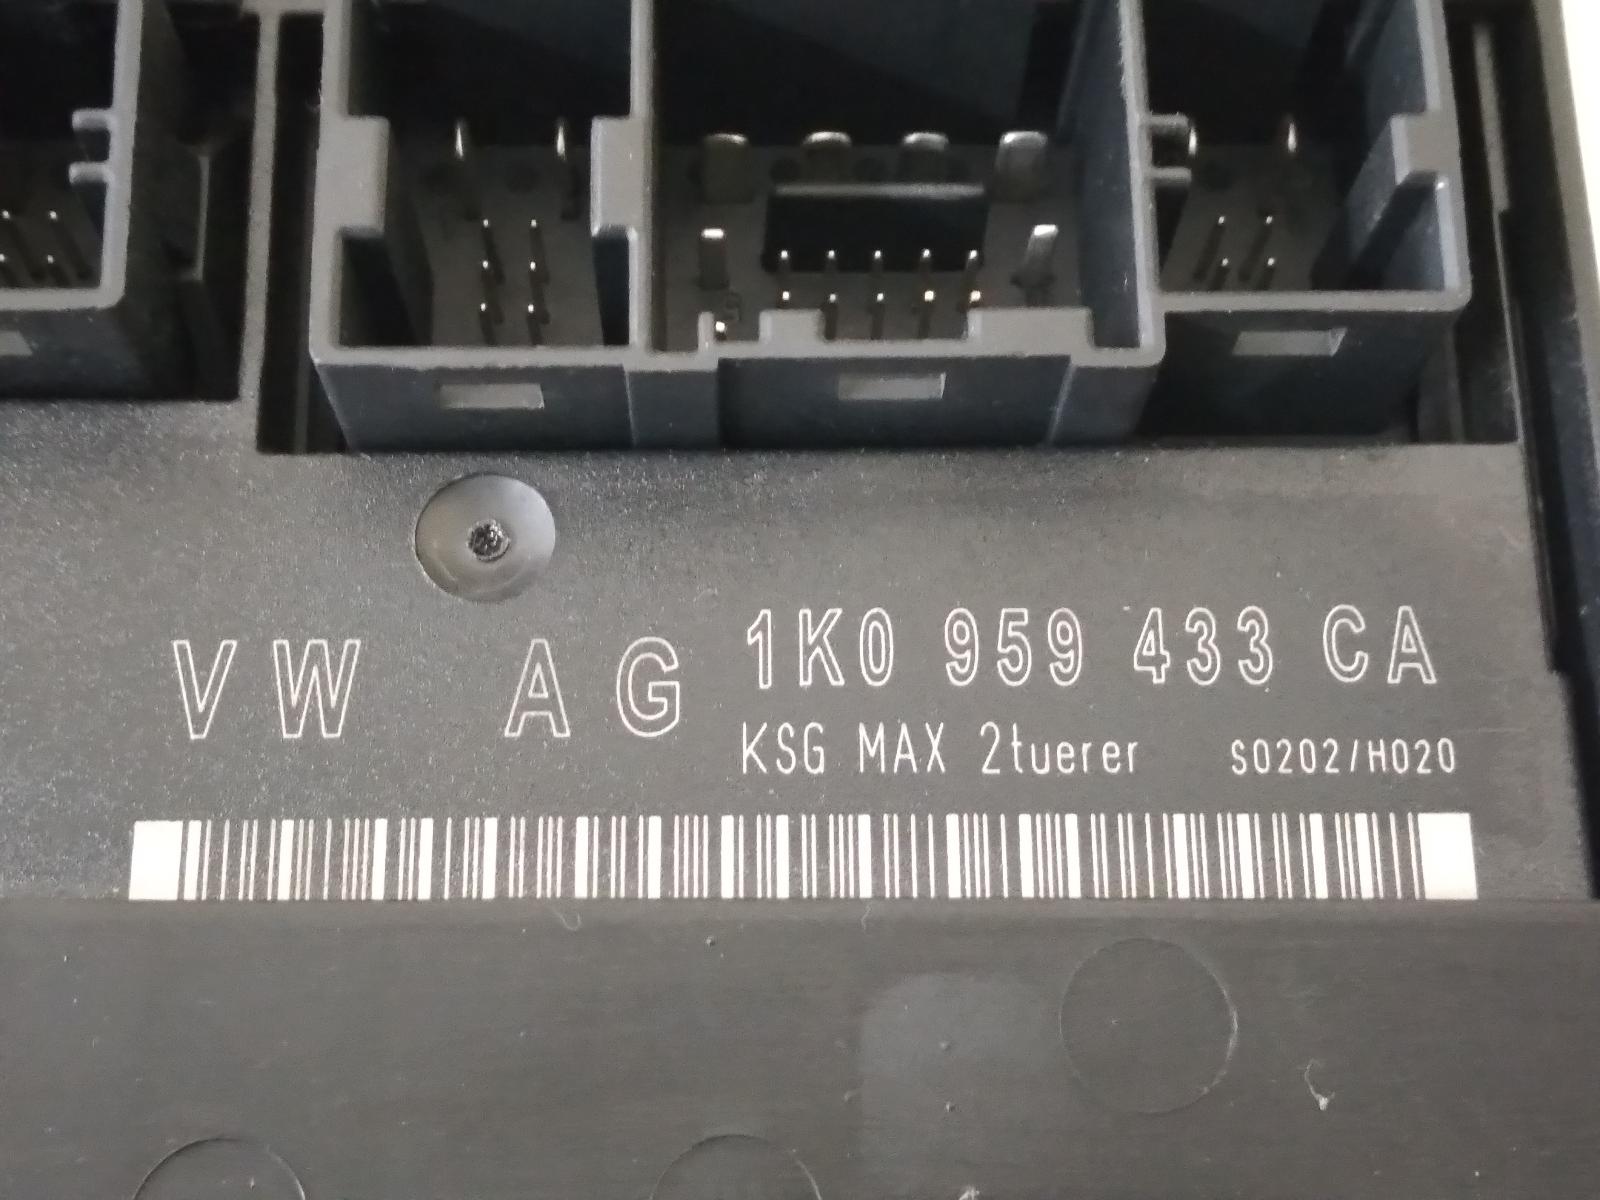 VW AG 1K0 959 433 CA
KSG MAX 2tuerer S0202/H020